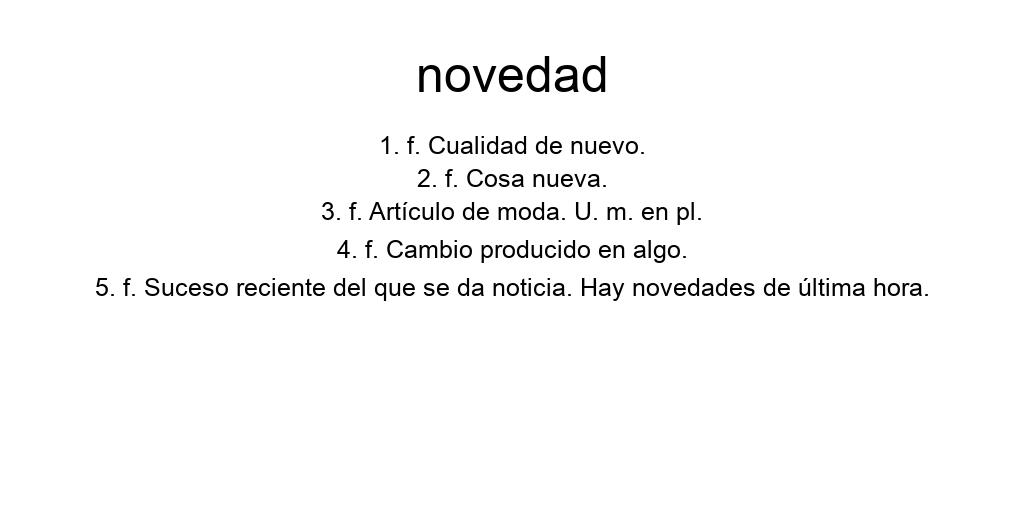 novedad
1. f. Cualidad de nuevo.
2. f. Cosa nueva.
3. f. Artículo de moda. U. m. en pl.
4. f. Cambio producido en algo.
5. f. Suceso reciente del que se da noticia. Hay novedades de última hora.